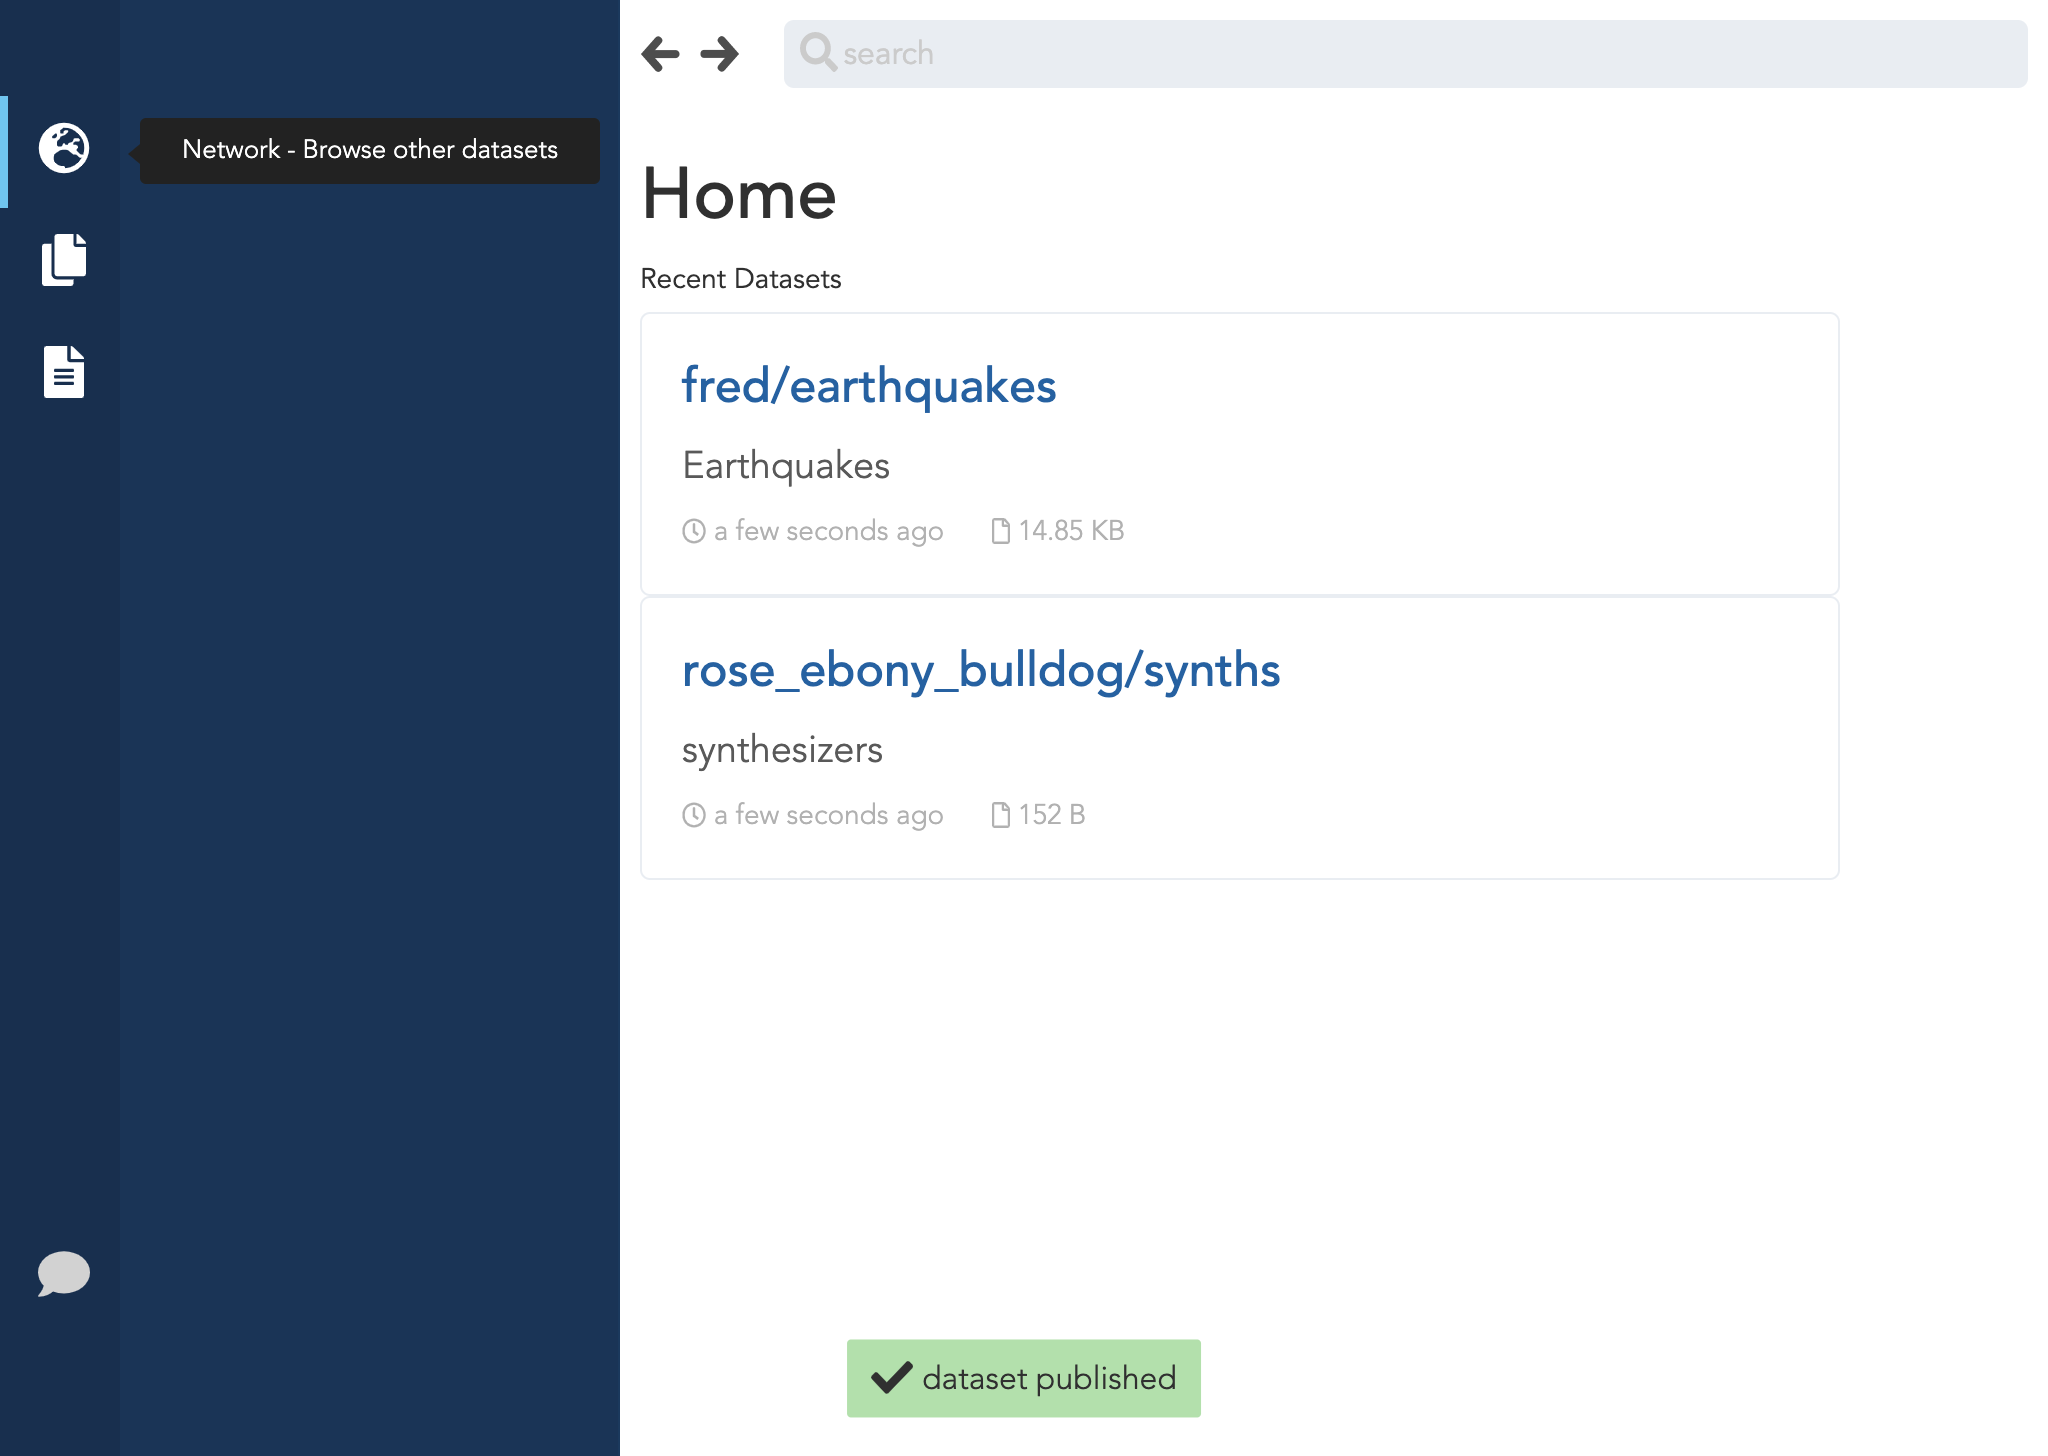 search
Network - Browse other datasets
Home
Recent Datasets
fred/earthquakes
Earthquakes
a few seconds ago 14.85 KB
rose_ebony_bulldog/synths
synthesizers
a few seconds ago 152 B
dataset published